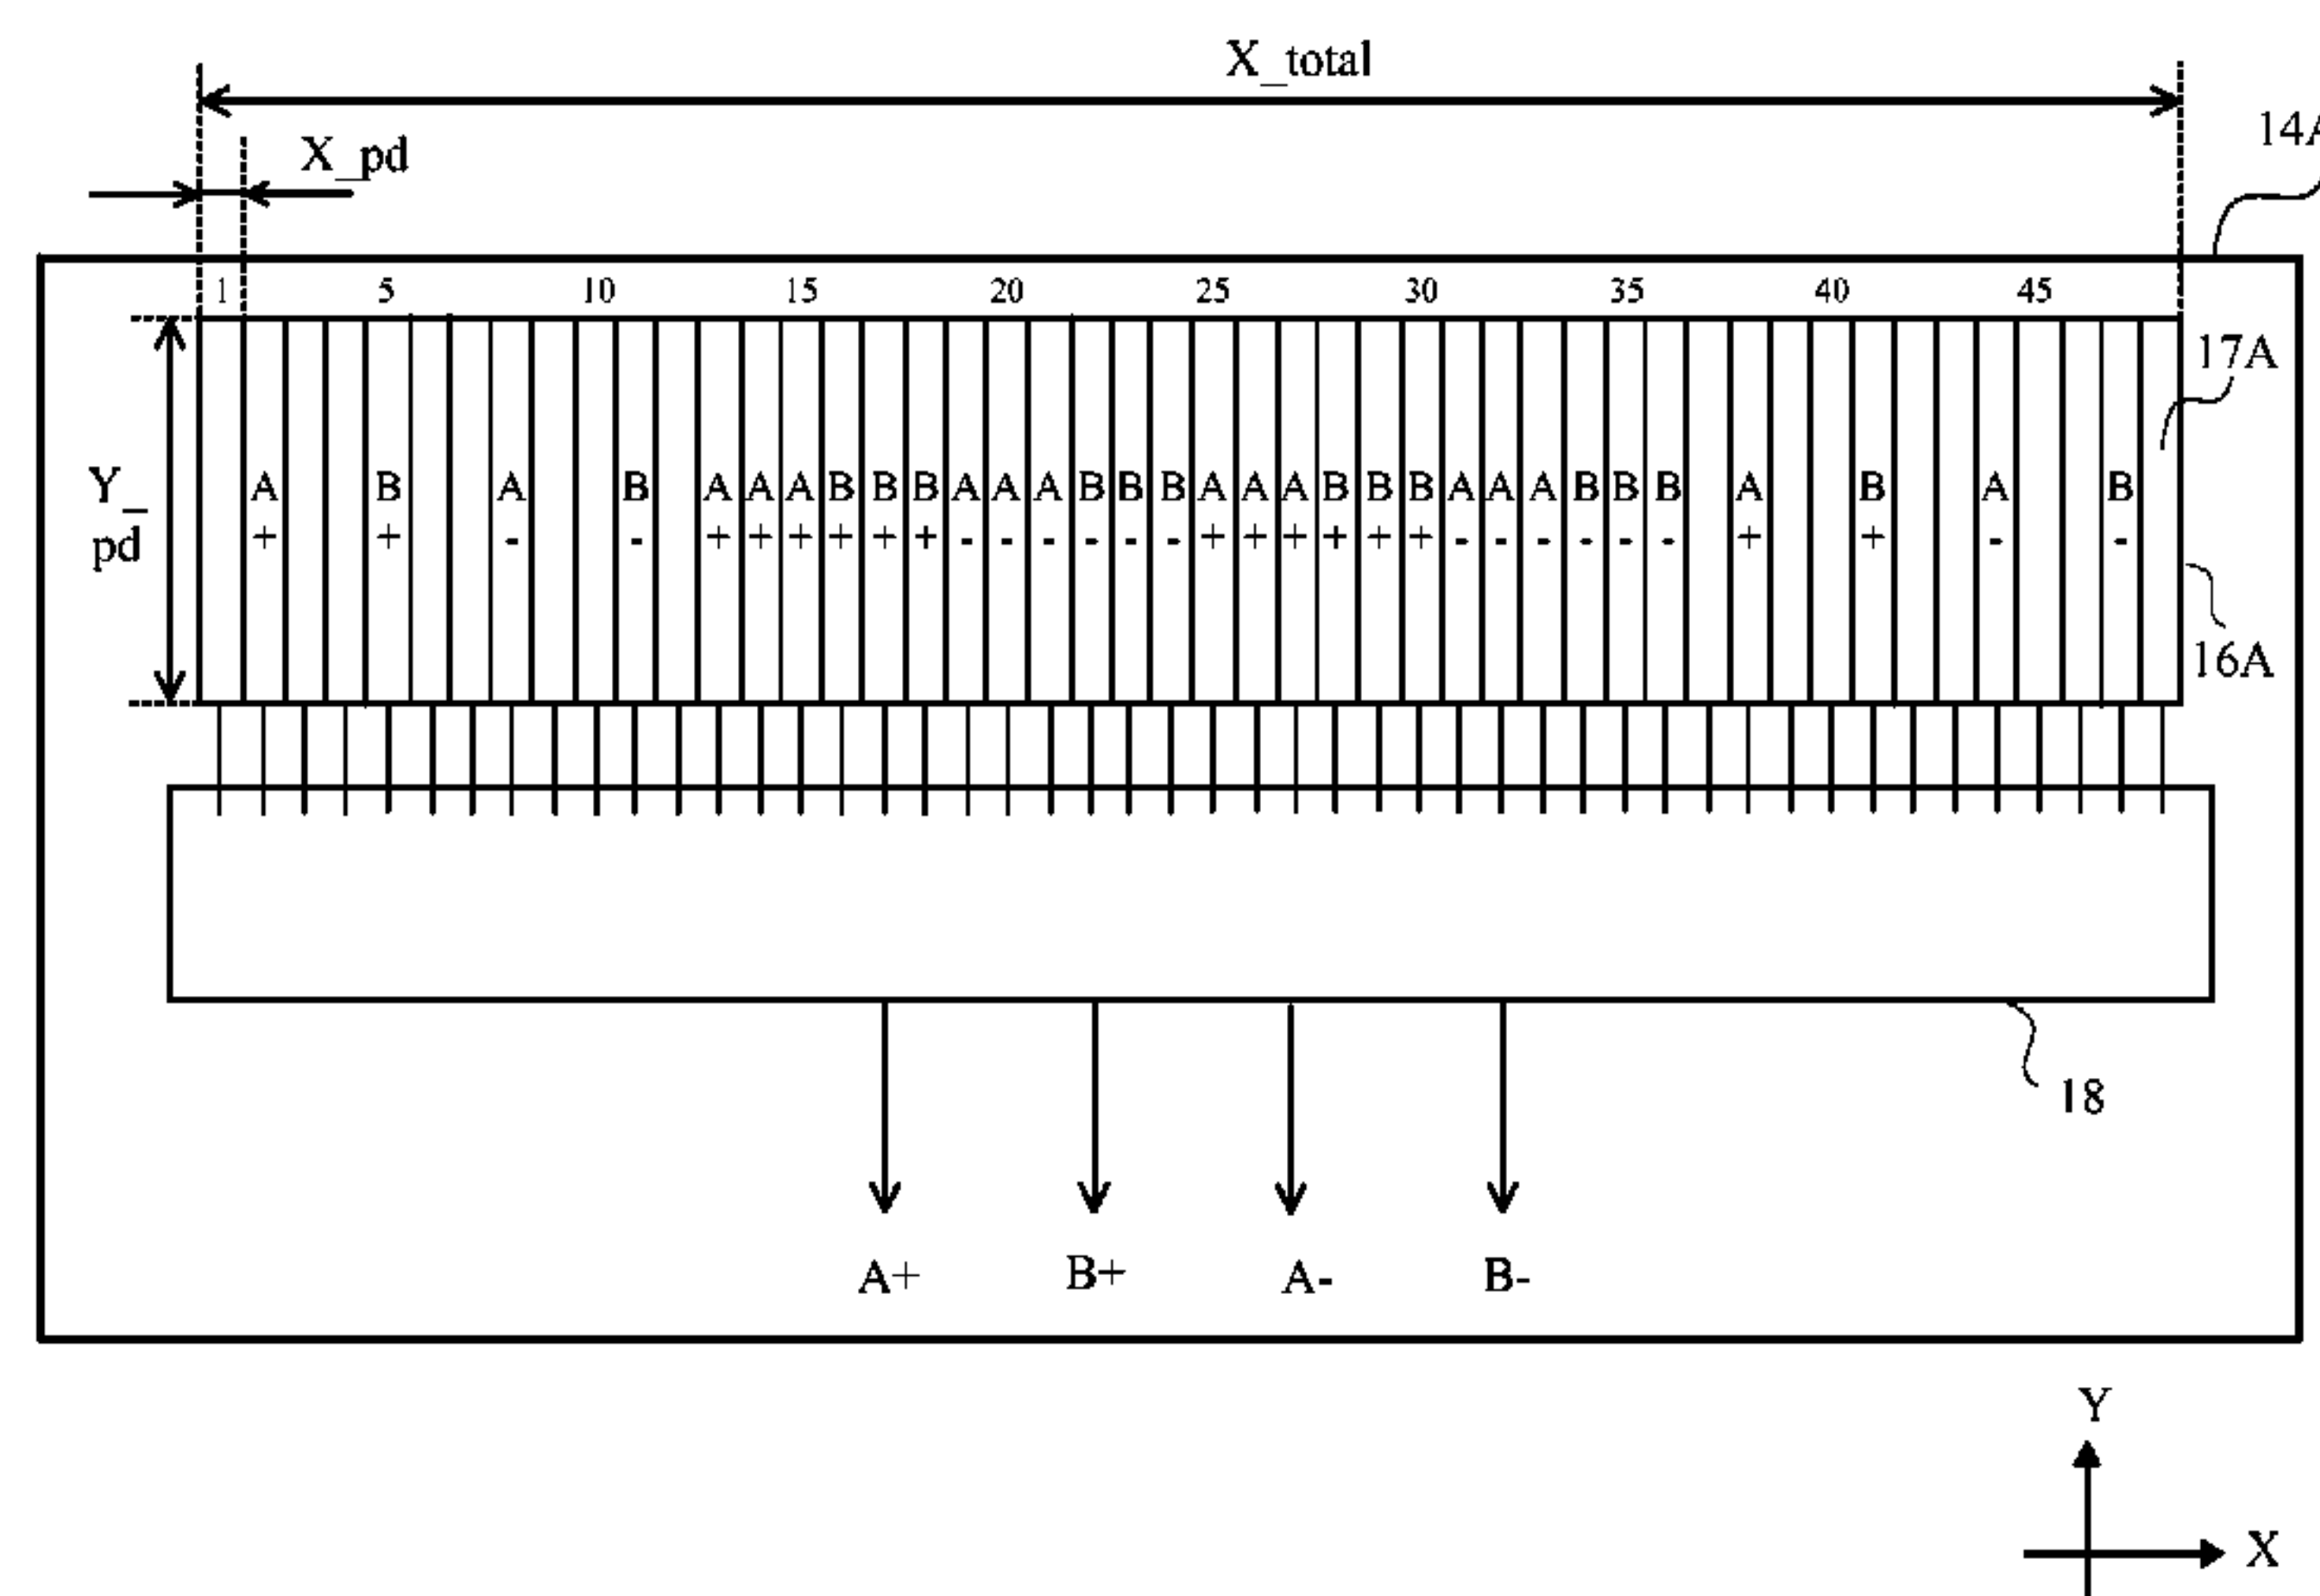 X_total
X_pd
14A
1 5 10 15 20 25 30 35 40 45
17A
Y_
pd
A B A B A A A B B B A A A B B B A A A B B B A A A B B B A B A B
+ + - - + + + + + + - - - - - - + + + + + + - - - - - - + + - -
16A
18
A+ B+ A- B-
Y
X